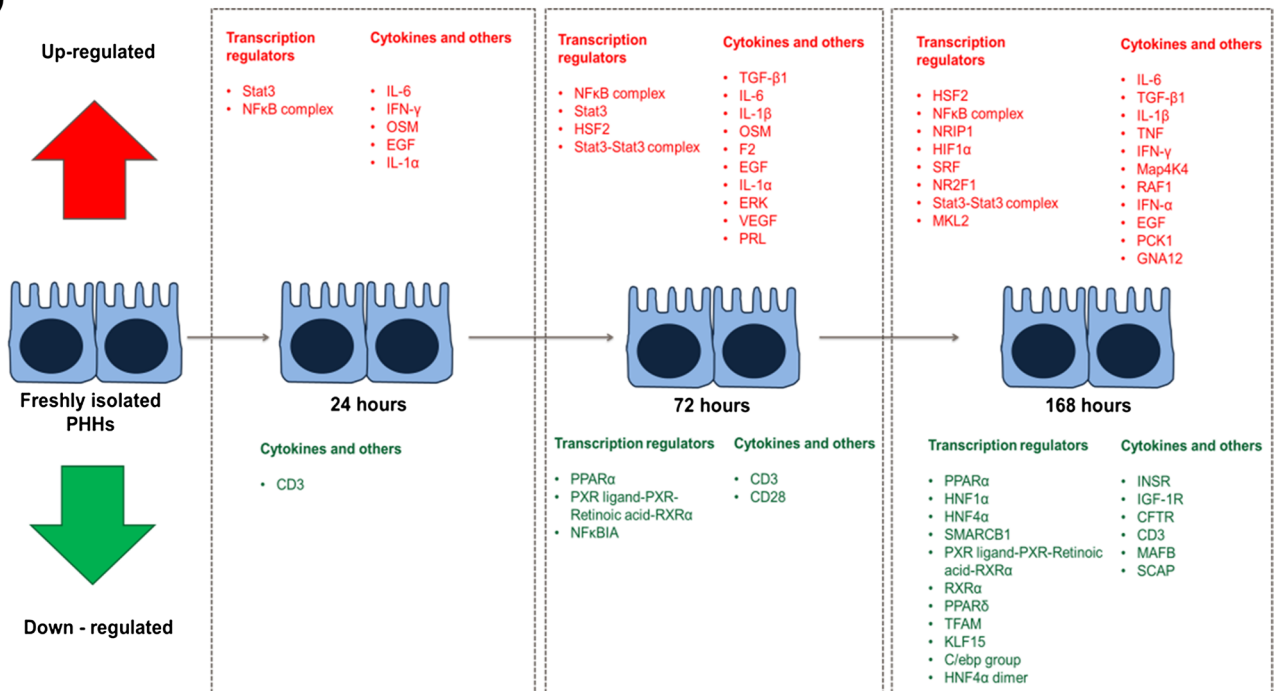 )
Up-regulated
Transcription
regulators
• Stat3
• NFκB complex
Cytokines and others
• IL-6
• IFN-γ
• OSM
• EGF
• IL-1α
Transcription
regulators
• NFκB complex
• Stat3
• HSF2
• Stat3-Stat3 complex
Cytokines and others
• TGF-β1
• IL-6
• IL-1β
• OSM
• F2
• EGF
• IL-1α
• ERK
• VEGF
• PRL
Transcription
regulators
• HSF2
• NFκB complex
• NRIP1
• HIF1α
• SRF
• NR2F1
• Stat3-Stat3 complex
• MKL2
Cytokines and others
• IL-6
• TGF-β1
• IL-1β
• TNF
• IFN-γ
• Map4K4
• RAF1
• IFN-α
• EGF
• PCK1
• GNA12
Freshly isolated
PHHs
24 hours
72 hours
168 hours
Down - regulated
Cytokines and others
• CD3
Transcription regulators
• PPARα
• PXR ligand-PXR-
Retinoic acid-RXRα
• NFκBIA
Cytokines and others
• CD3
• CD28
Transcription regulators
• PPARα
• HNF1α
• HNF4α
• SMARCB1
• PXR ligand-PXR-Retinoic
acid-RXRα
• RXRα
• PPARδ
• TFAM
• KLF15
• C/ebp group
• HNF4α dimer
Cytokines and others
• INSR
• IGF-1R
• CFTR
• CD3
• MAFB
• SCAP